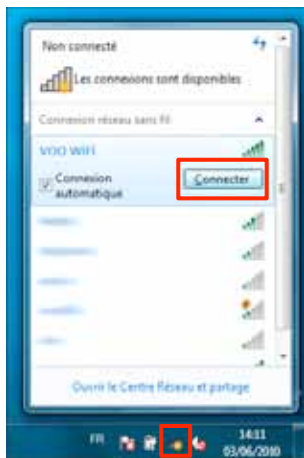 Non connecté
Les connexions sont disponibles
Connexion réseau sans fil
VOO WIFI
Connexion
automatique
Connecter
Ouvrir le Centre Réseau et partage
FR
14:11
03/06/2010